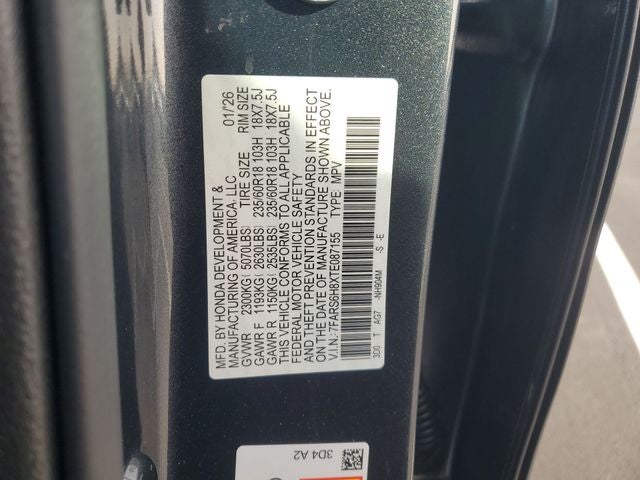 MFD. BY HONDA DEVELOPMENT &
MANUFACTURING OF AMERICA, LLC 01/'26
GVWR 2300KG( 5070LBS) TIRE SIZE RIM SIZE
GAWR F 1193KG( 2630LBS) 235/60R18 103H 18X7.5J
GAWR R 1150KG( 2535LBS) 235/60R18 103H 18X7.5J
THIS VEHICLE CONFORMS TO ALL APPLICABLE
FEDERAL MOTOR VEHICLE SAFETY
AND THEFT PREVENTION STANDARDS IN EFFECT
ON THE DATE OF MANUFACTURE SHOWN ABOVE.
V.I.N.:7FARS6H8XTE087155 TYPE: MPV
3D0 T AG7 -NH904M -S -E
3D4 A2